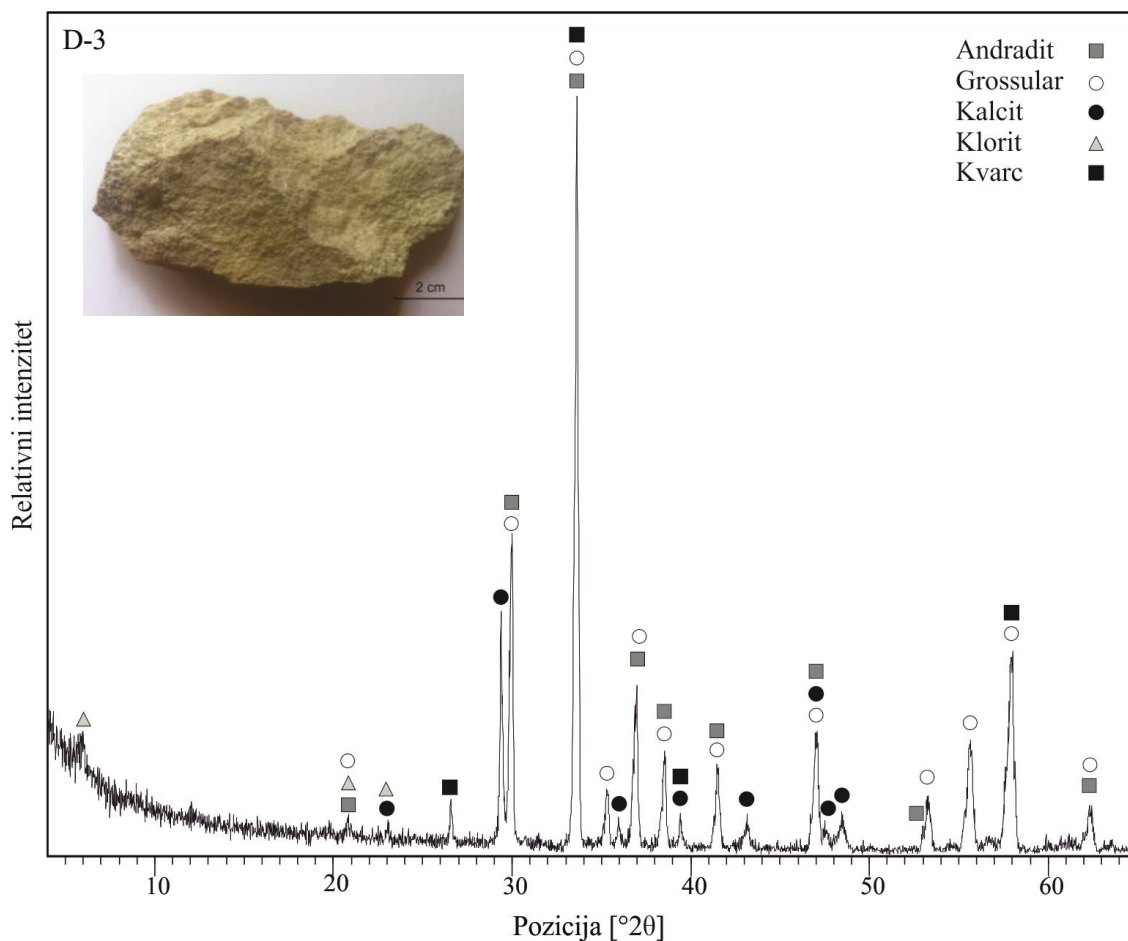 D-3
2 cm
Andradit
Grossular
Kalcit
Klorit
Kvarc
Relativni intenzitet
10 20 30 40 50 60
Pozicija [°2θ]